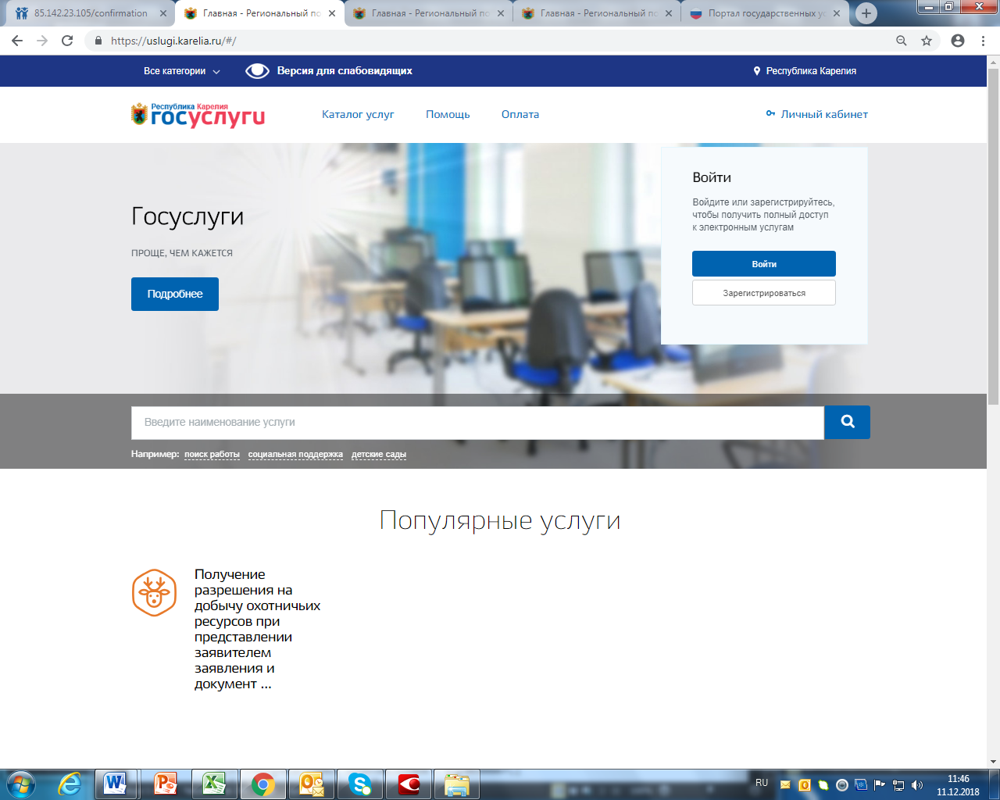 85.142.23.105/confirmation
Главная - Региональный по
Главная - Региональный по
Главная - Региональный по
Портал государственных ус
https://uslugi.karelia.ru/#/
Все категории
Версия для слабовидящих
Республика Карелия
Республика Карелия
госуслуги
Каталог услуг
Помощь
Оплата
Личный кабинет
Госуслуги
ПРОЩЕ, ЧЕМ КАЖЕТСЯ
Подробнее
Войти
Войдите или зарегистрируйтесь,
чтобы получить полный доступ
к электронным услугам
Войти
Зарегистрироваться
Введите наименование услуги
Например: поиск работы социальная поддержка детские сады
Популярные услуги
Получение
разрешения на
добычу охотничьих
ресурсов при
представлении
заявителем
заявления и
документ ...
RU
11:46
11.12.2018